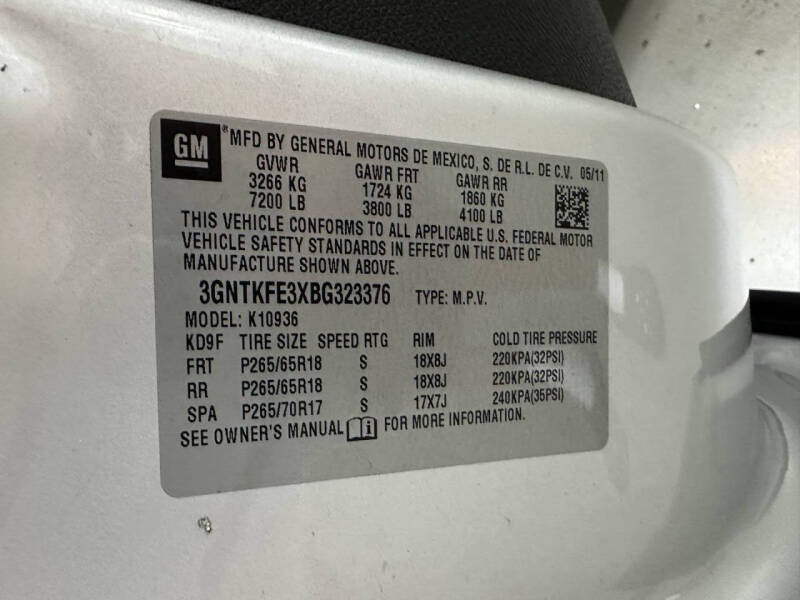 GM ® MFD BY GENERAL MOTORS DE MEXICO, S. DE R.L. DE C.V. 05/11
GVWR GAWR FRT GAWR RR
3266 KG 1724 KG 1860 KG
7200 LB 3800 LB 4100 LB
THIS VEHICLE CONFORMS TO ALL APPLICABLE U.S. FEDERAL MOTOR
VEHICLE SAFETY STANDARDS IN EFFECT ON THE DATE OF
MANUFACTURE SHOWN ABOVE.
3GNTKFE3XBG323376 TYPE: M.P.V.
MODEL: K10936
KD9F TIRE SIZE SPEED RTG RIM COLD TIRE PRESSURE
FRT P265/65R18 S 18X8J 220KPA(32PSI)
RR P265/65R18 S 18X8J 220KPA(32PSI)
SPA P265/70R17 S 17X7J 240KPA(35PSI)
SEE OWNER'S MANUAL FOR MORE INFORMATION.